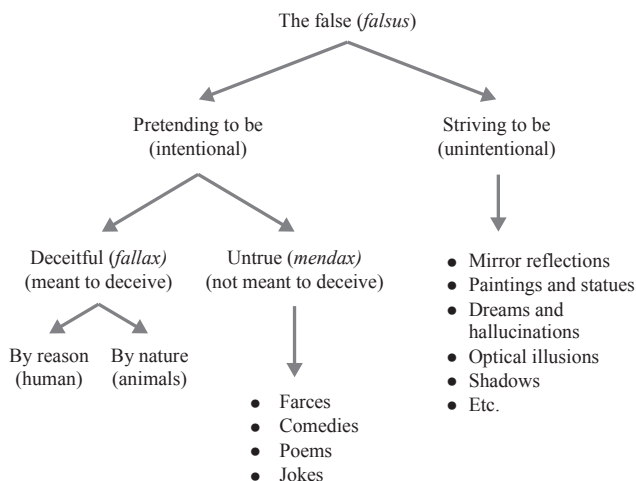 The false (falsus)
Pretending to be
(intentional)
Striving to be
(unintentional)
Deceitful (fallax)
(meant to deceive)
Untrue (mendax)
(not meant to deceive)
By reason
(human)
By nature
(animals)
● Farces
● Comedies
● Poems
● Jokes
● Mirror reflections
● Paintings and statues
● Dreams and
hallucinations
● Optical illusions
● Shadows
● Etc.